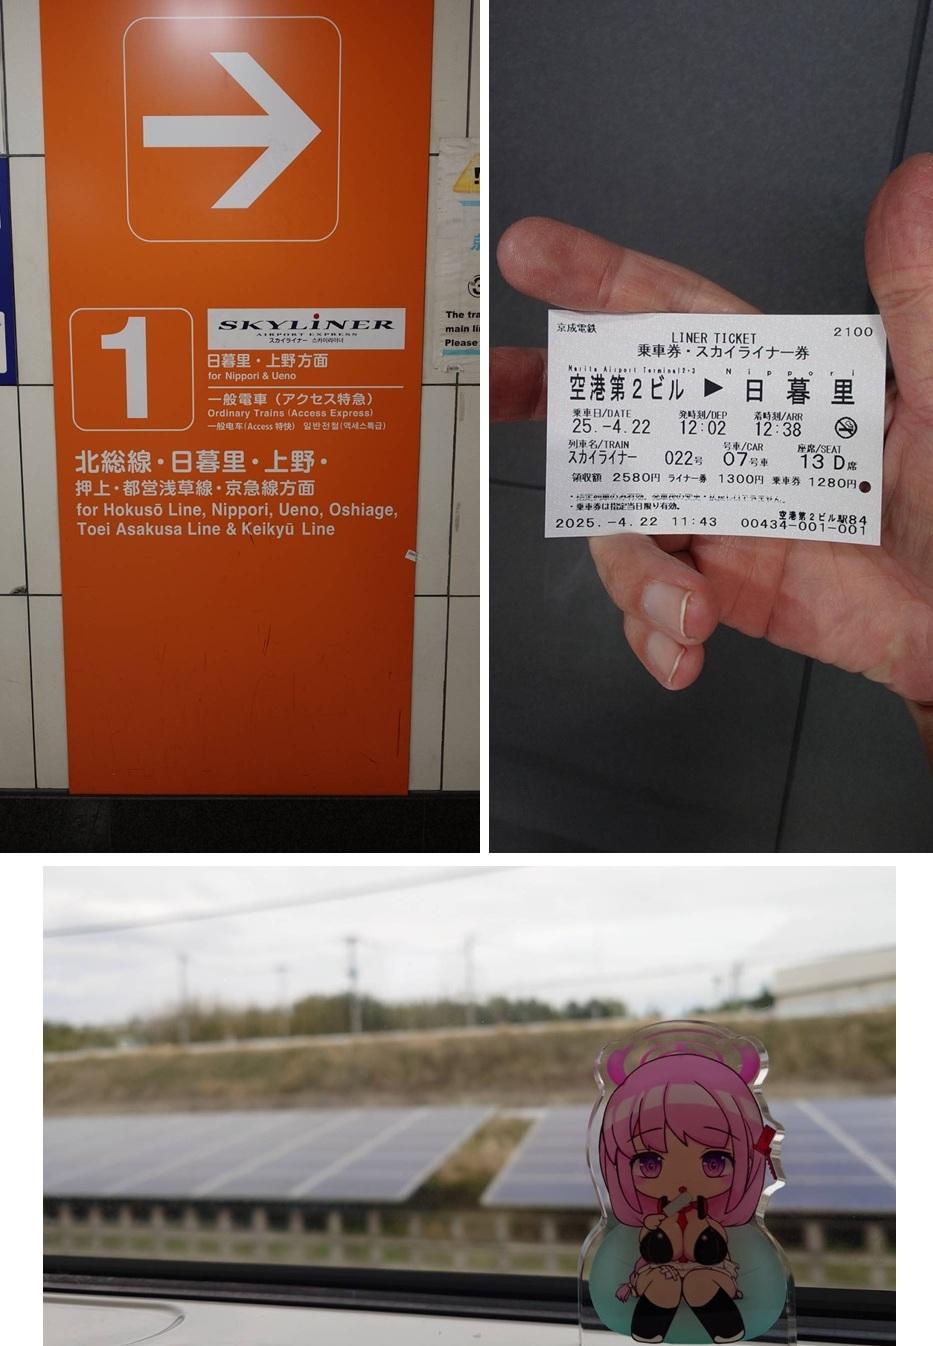 1
SKYLiNER
AIRPORT EXPRESS
スカイライナー 스카이라이너
日暮里・上野方面
for Nippori & Ueno
一般電車（アクセス特急）
Ordinary Trains (Access Express)
一般电车(Access 特快) 일반전철(액세스특급)
北総線・日暮里・上野・
押上・都営浅草線・京急線方面
for Hokusō Line, Nippori, Ueno, Oshiage,
Toei Asakusa Line & Keikyū Line
The tra
main li
Please
京成電鉄 2100
LINER TICKET
乗車券・スカイライナー券
Narita Airport Terminal2・3 Nippori
空港第2ビル ▶ 日暮里
乗車日/DATE 発時刻/DEP 着時刻/ARR
25.-4.22 12:02 12:38
列車名/TRAIN 号車/CAR 座席/SEAT
スカイライナー 022号 07号車 13 D席
領収額 2580円 ライナー券 1300円 乗車券 1280円
・乗車券は指定当日限り有効。
空港第2ビル駅84
2025.-4.22 11:43 00434-001-001